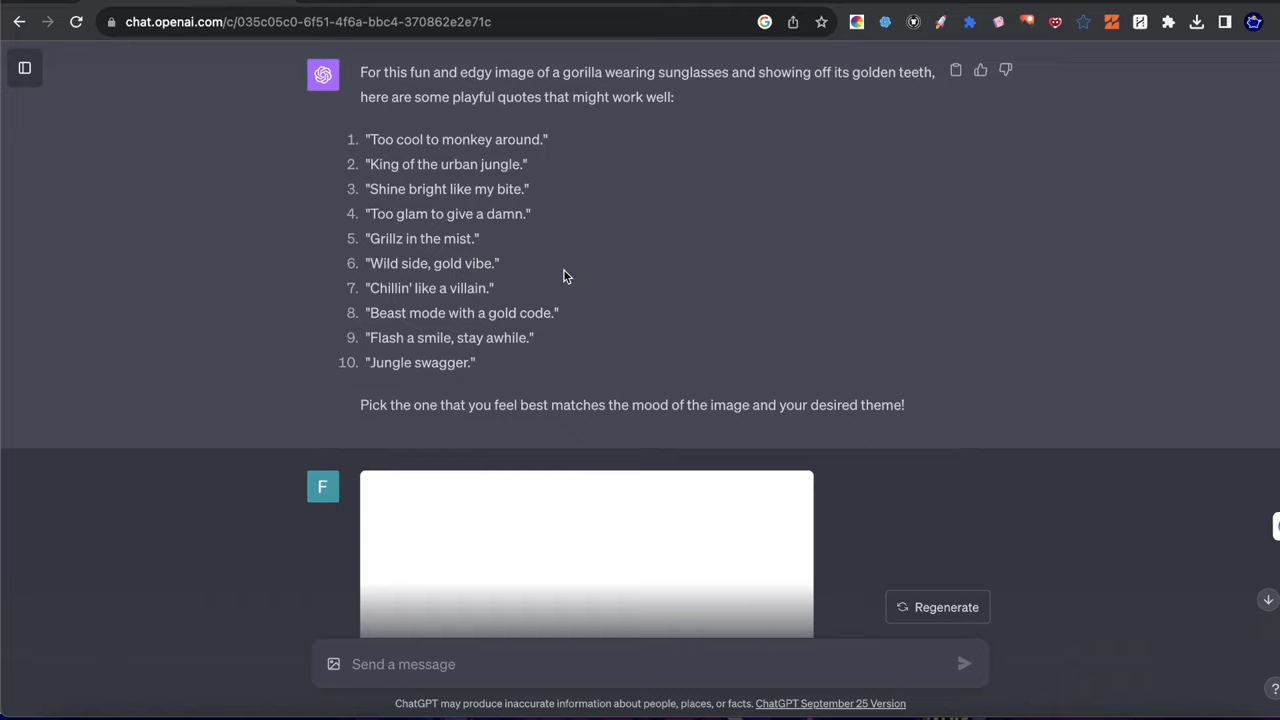 chat.openai.com/c/035c05c0-6f51-4f6a-bbc4-370862e2e71c
For this fun and edgy image of a gorilla wearing sunglasses and showing off its golden teeth,
here are some playful quotes that might work well:
1. "Too cool to monkey around."
2. "King of the urban jungle."
3. "Shine bright like my bite."
4. "Too glam to give a damn."
5. "Grillz in the mist."
6. "Wild side, gold vibe."
7. "Chillin' like a villain."
8. "Beast mode with a gold code."
9. "Flash a smile, stay awhile."
10. "Jungle swagger."
Pick the one that you feel best matches the mood of the image and your desired theme!
F
Regenerate
Send a message
?
ChatGPT may produce inaccurate information about people, places, or facts. ChatGPT September 25 Version